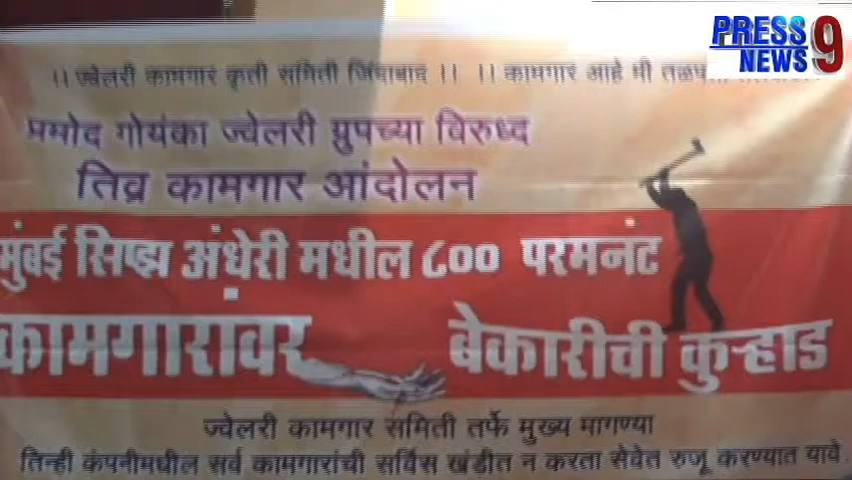 PRESS
NEWS 9
।। ज्वेलरी कामगार कृती समिती जिंदाबाद ।। ।। कामगार आहे मी
प्रमोद गोयंका ज्वेलरी ग्रुपच्या विरुध्द
तिव्र कामगार आंदोलन
मुंबई सिप्झ अंधेरी मधील ८०० परमनंट
कामगारांवर बेकारीची कुऱ्हाड
ज्वेलरी कामगार समिती तर्फे मुख्य मागण्या
तिन्ही कंपनीमधील सर्व कामगारांची सर्विस खंडीत न करता सेवेत रुजू करण्यात यावे.